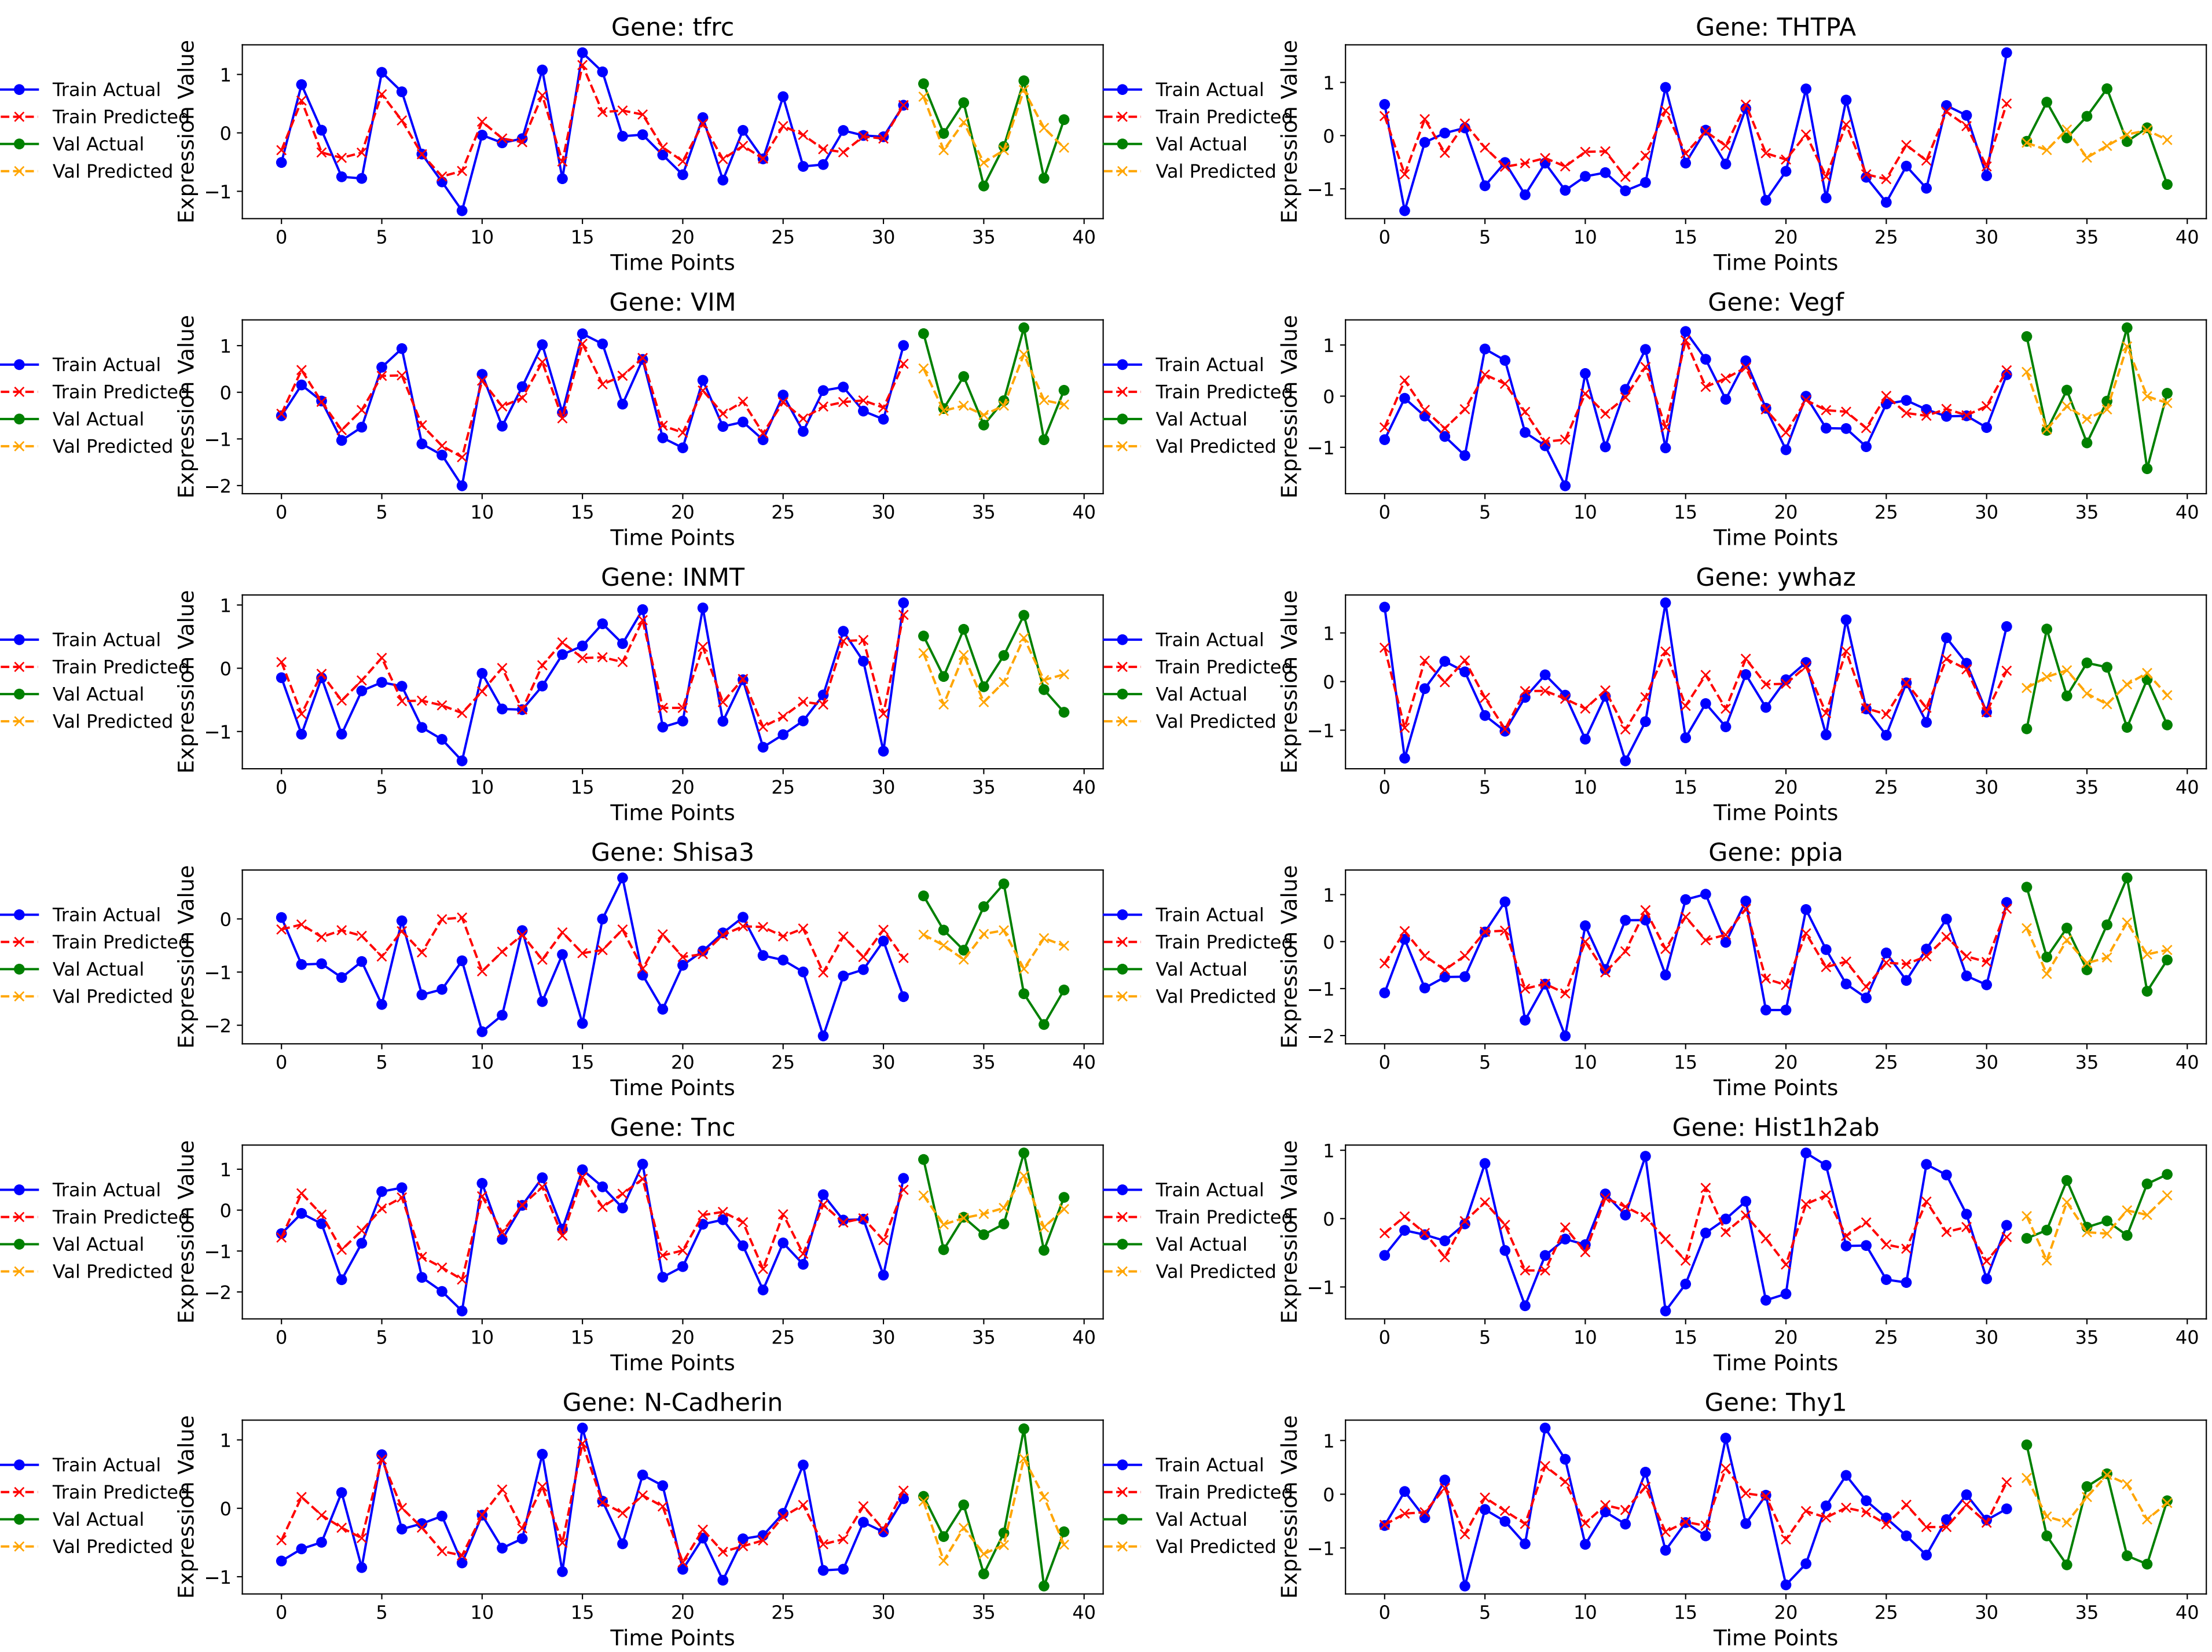 Gene: tfrc
Train Actual
Train Predicted
Val Actual
Val Predicted
Expression Value
1
0
−1
0 5 10 15 20 25 30 35 40
Time Points
Gene: THTPA
Train Actual
Train Predicted
Val Actual
Val Predicted
Expression Value
1
0
−1
0 5 10 15 20 25 30 35 40
Time Points
Gene: VIM
Train Actual
Train Predicted
Val Actual
Val Predicted
Expression Value
1
0
−1
−2
0 5 10 15 20 25 30 35 40
Time Points
Gene: Vegf
Train Actual
Train Predicted
Val Actual
Val Predicted
Expression Value
1
0
−1
0 5 10 15 20 25 30 35 40
Time Points
Gene: INMT
Train Actual
Train Predicted
Val Actual
Val Predicted
Expression Value
1
0
−1
0 5 10 15 20 25 30 35 40
Time Points
Gene: ywhaz
Train Actual
Train Predicted
Val Actual
Val Predicted
Expression Value
1
0
−1
0 5 10 15 20 25 30 35 40
Time Points
Gene: Shisa3
Train Actual
Train Predicted
Val Actual
Val Predicted
Expression Value
0
−1
−2
0 5 10 15 20 25 30 35 40
Time Points
Gene: ppia
Train Actual
Train Predicted
Val Actual
Val Predicted
Expression Value
1
0
−1
−2
0 5 10 15 20 25 30 35 40
Time Points
Gene: Tnc
Train Actual
Train Predicted
Val Actual
Val Predicted
Expression Value
1
0
−1
−2
0 5 10 15 20 25 30 35 40
Time Points
Gene: Hist1h2ab
Train Actual
Train Predicted
Val Actual
Val Predicted
Expression Value
1
0
−1
0 5 10 15 20 25 30 35 40
Time Points
Gene: N-Cadherin
Train Actual
Train Predicted
Val Actual
Val Predicted
Expression Value
1
0
−1
0 5 10 15 20 25 30 35 40
Time Points
Gene: Thy1
Train Actual
Train Predicted
Val Actual
Val Predicted
Expression Value
1
0
−1
0 5 10 15 20 25 30 35 40
Time Points